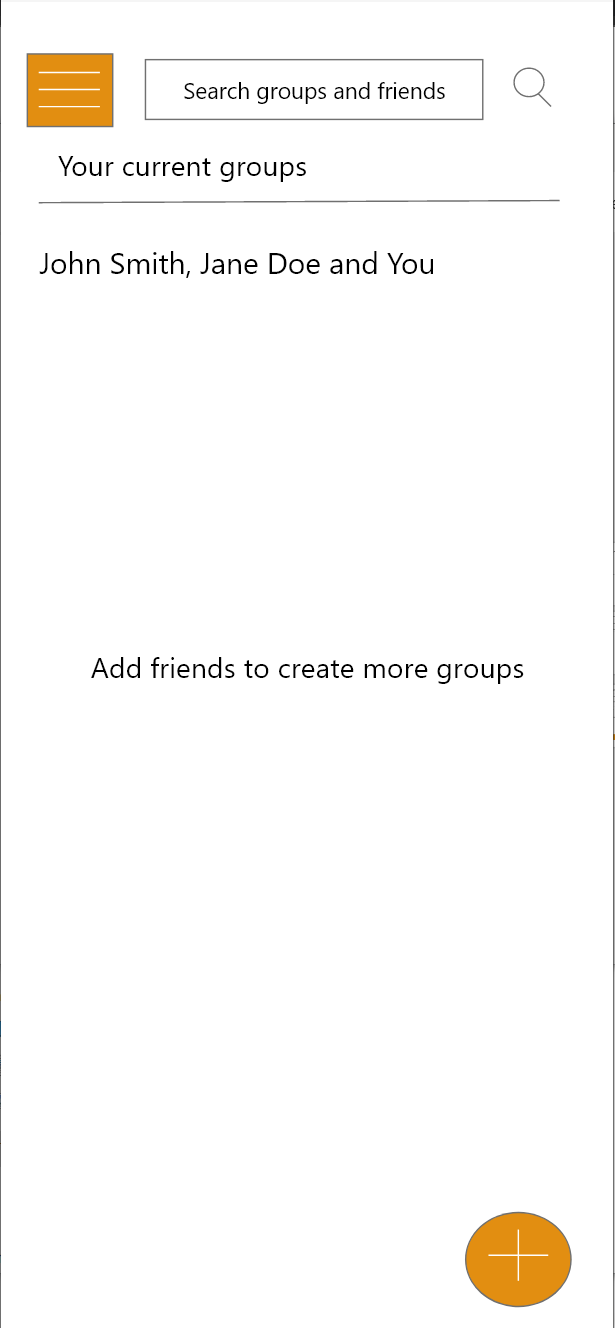 Search groups and friends
Your current groups
John Smith, Jane Doe and You
Add friends to create more groups